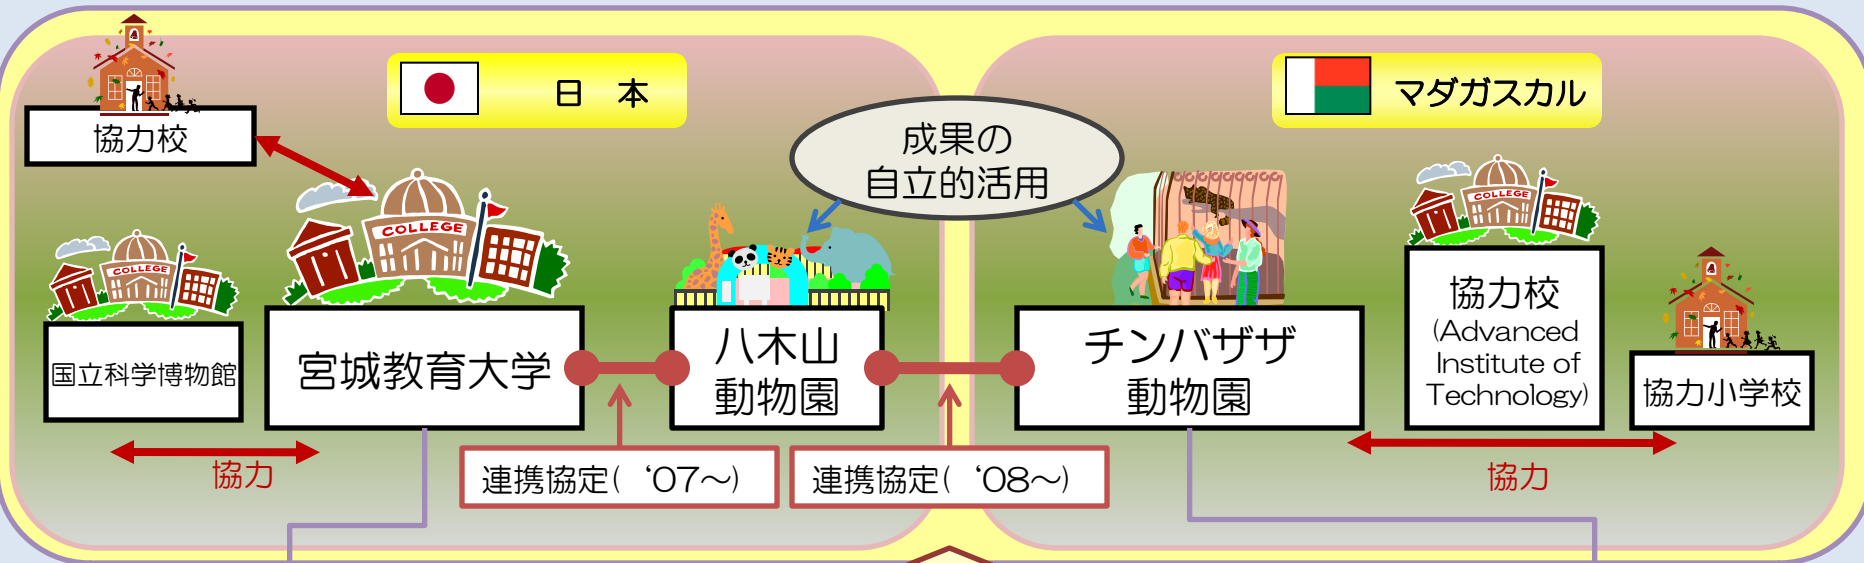 日 本
マダガスカル
協力校
成果の
自立的活用
COLLEGE
COLLEGE
COLLEGE
国立科学博物館
宮城教育大学
八木山
動物園
チンバザザ
動物園
協力校
(Advanced
Institute of
Technology)
協力小学校
協力
連携協定( ‘07～)
連携協定( ‘08～)
協力